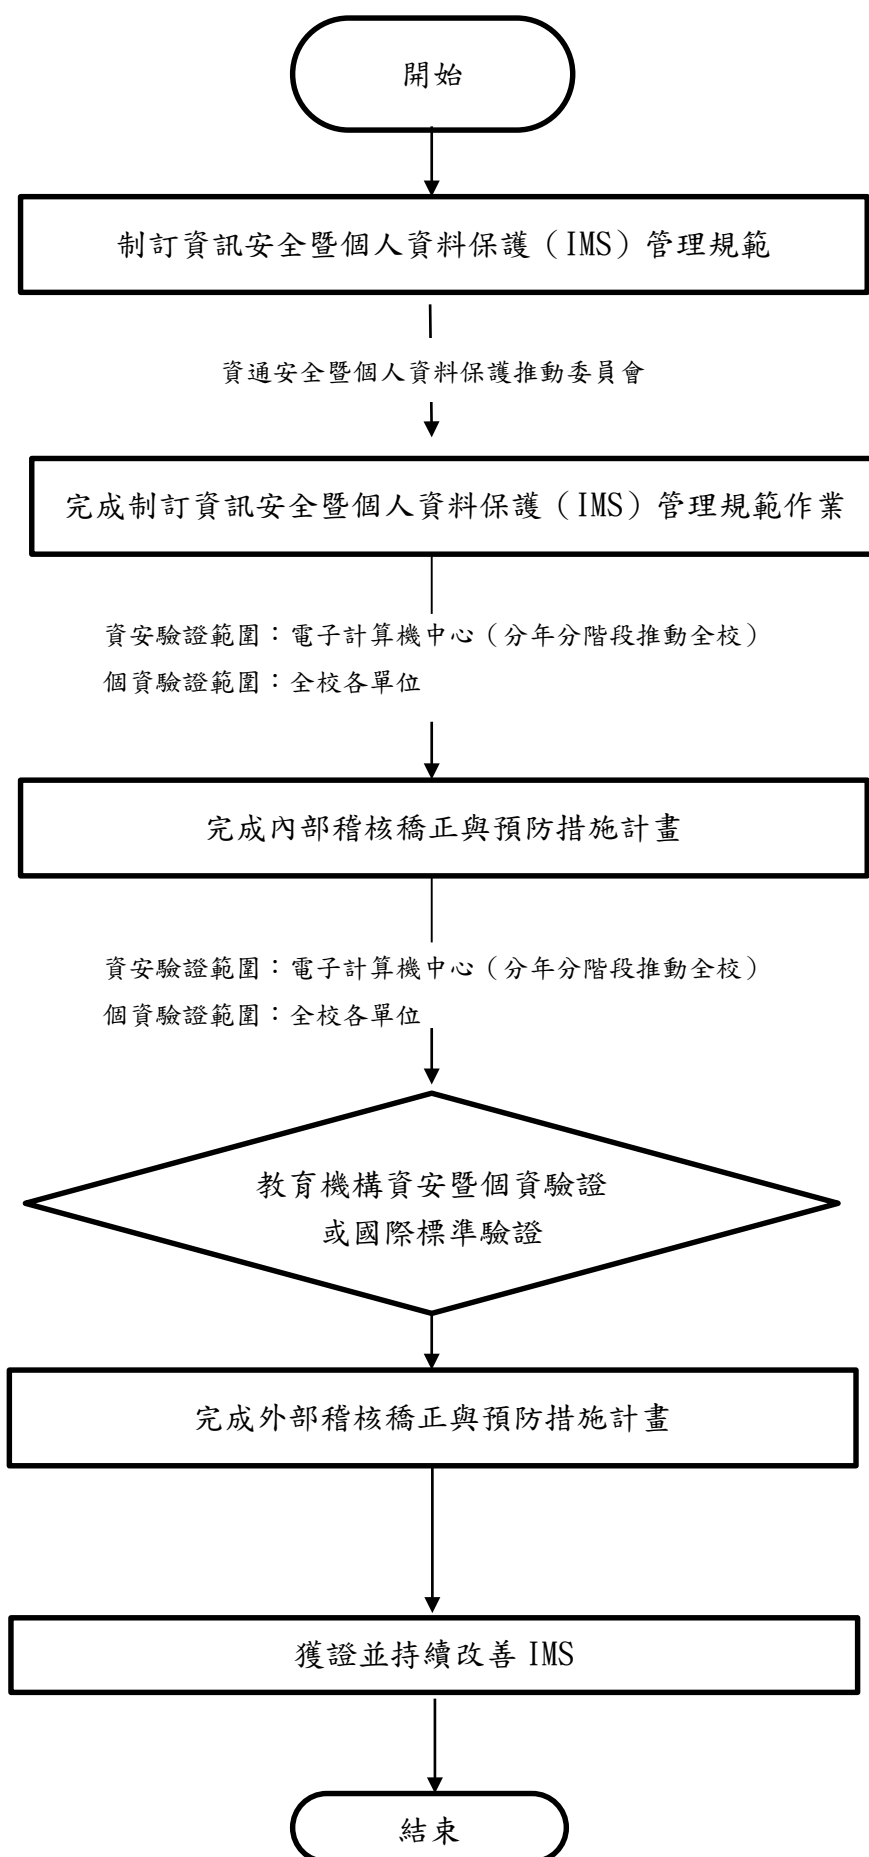 開始
制訂資訊安全暨個人資料保護（IMS）管理規範
資通安全暨個人資料保護推動委員會
完成制訂資訊安全暨個人資料保護（IMS）管理規範作業
資安驗證範圍：電子計算機中心（分年分階段推動全校）
個資驗證範圍：全校各單位
完成內部稽核矯正與預防措施計畫
資安驗證範圍：電子計算機中心（分年分階段推動全校）
個資驗證範圍：全校各單位
教育機構資安暨個資驗證
或國際標準驗證
完成外部稽核矯正與預防措施計畫
獲證並持續改善 IMS
結束